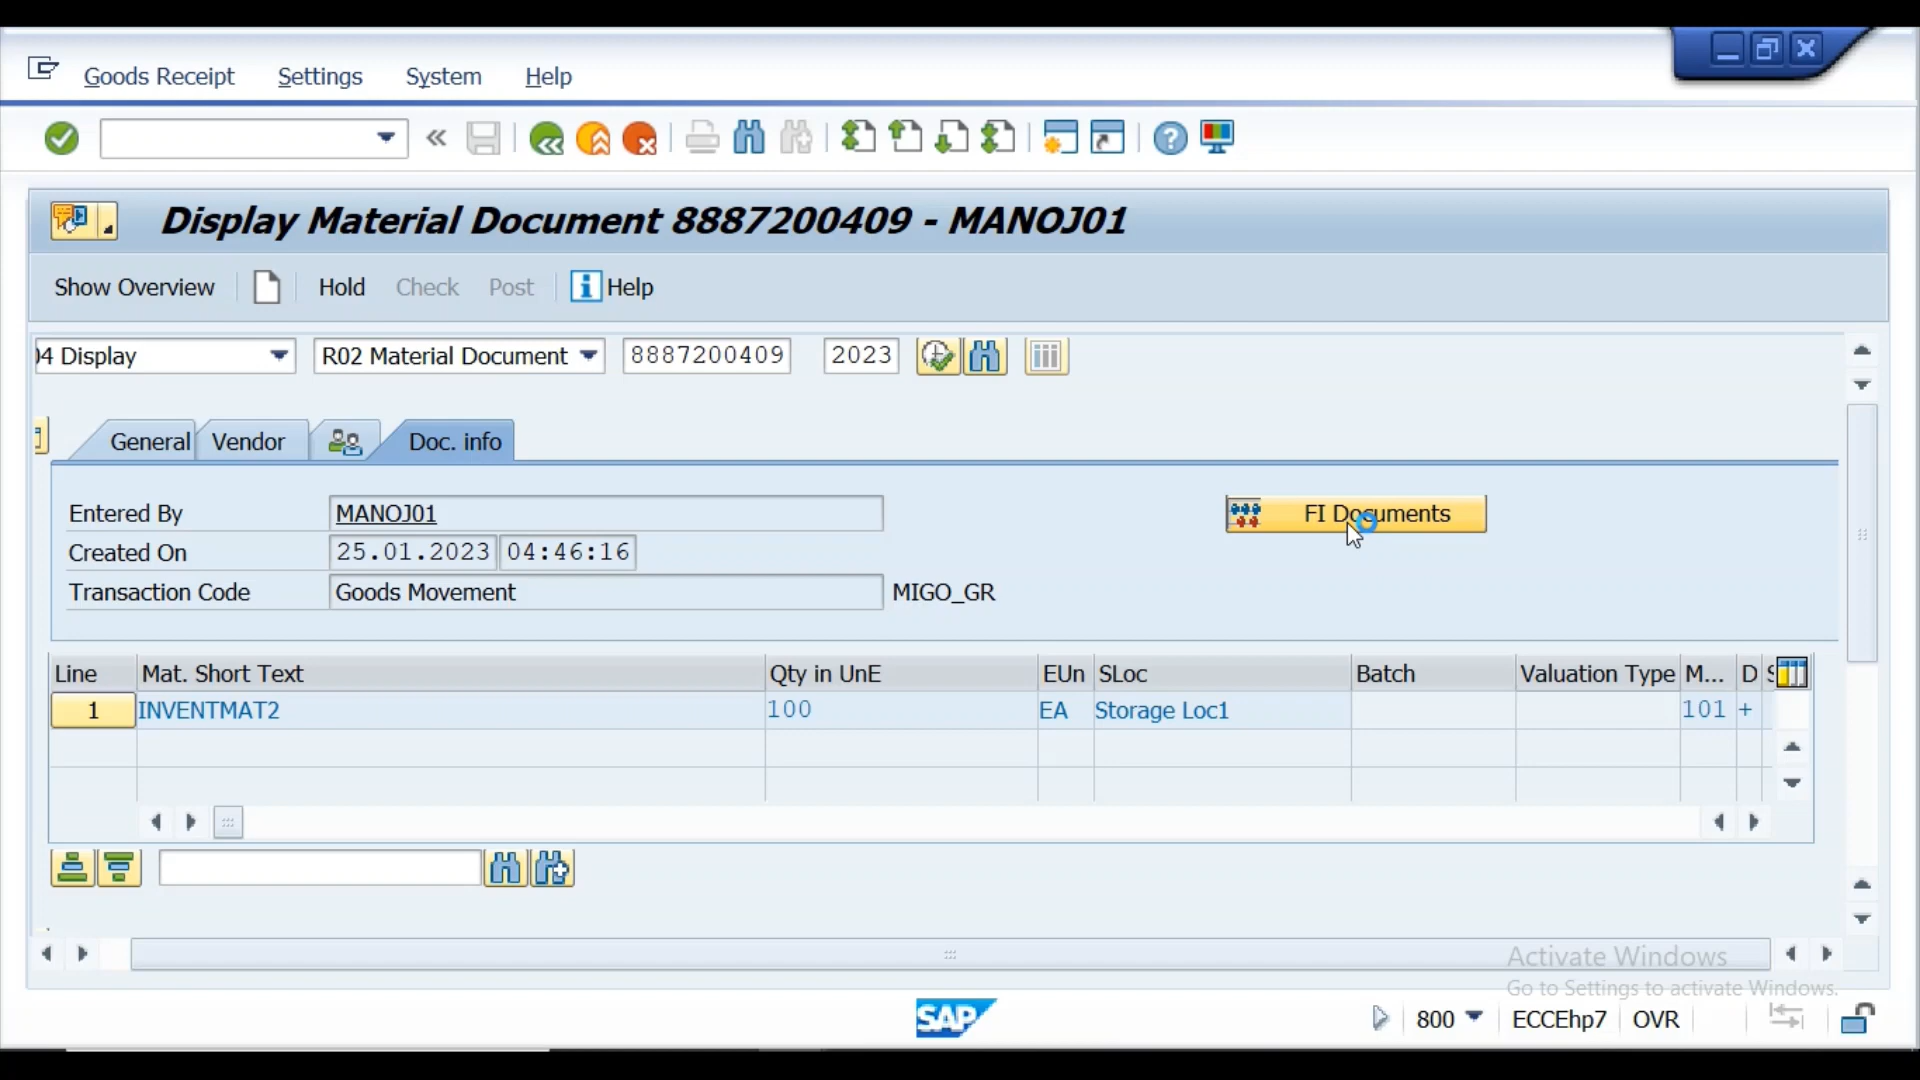 Goods Receipt Settings System Help
Display Material Document 8887200409 - MANOJ01
Show Overview Hold Check Post Help
04 Display R02 Material Document 8887200409 2023
General Vendor Doc. info
Entered By MANOJ01 FI Documents
Created On 25.01.2023 04:46:16
Transaction Code Goods Movement MIGO_GR
Line Mat. Short Text Qty in UnE EUn SLoc Batch Valuation Type M... D S
1 INVENTMAT2 100 EA Storage Loc1 101 +
Activate Windows
Go to Settings to activate Windows.
SAP 800 ECCEhp7 OVR